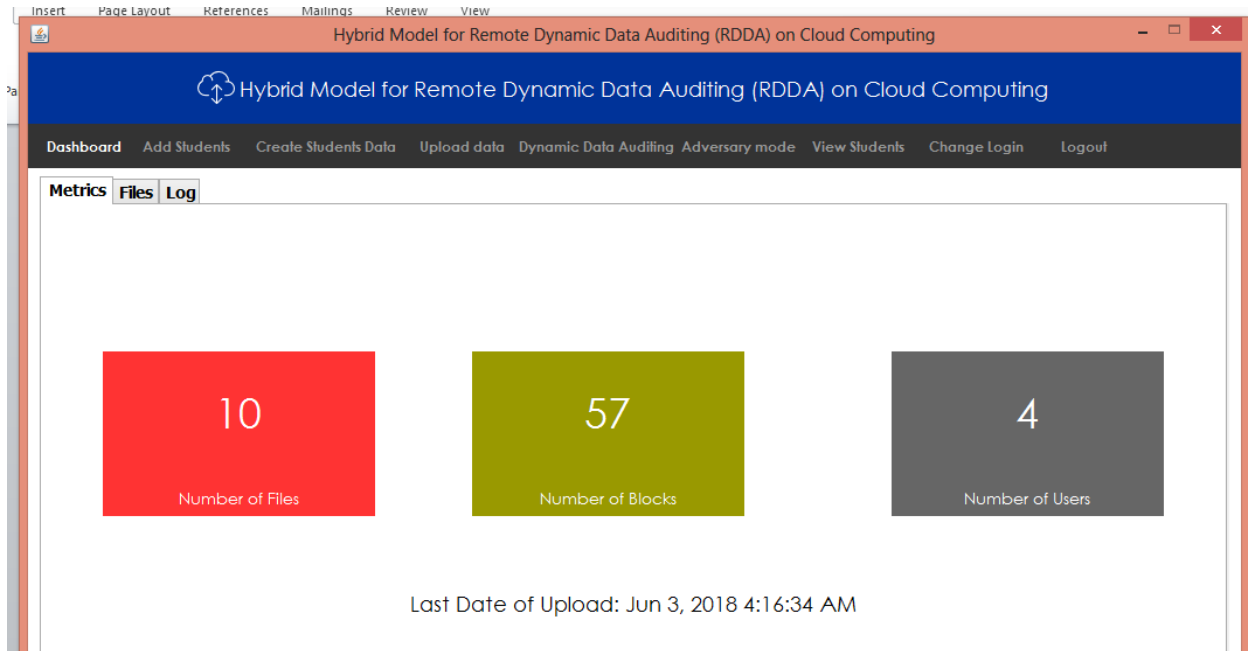 Insert Page Layout References Mailings Review View
Hybrid Model for Remote Dynamic Data Auditing (RDDA) on Cloud Computing
Pa
Hybrid Model for Remote Dynamic Data Auditing (RDDA) on Cloud Computing
Dashboard Add Students Create Students Data Upload data Dynamic Data Auditing Adversary mode View Students Change Login Logout
Metrics Files Log
10 57 4
Number of Files Number of Blocks Number of Users
Last Date of Upload: Jun 3, 2018 4:16:34 AM